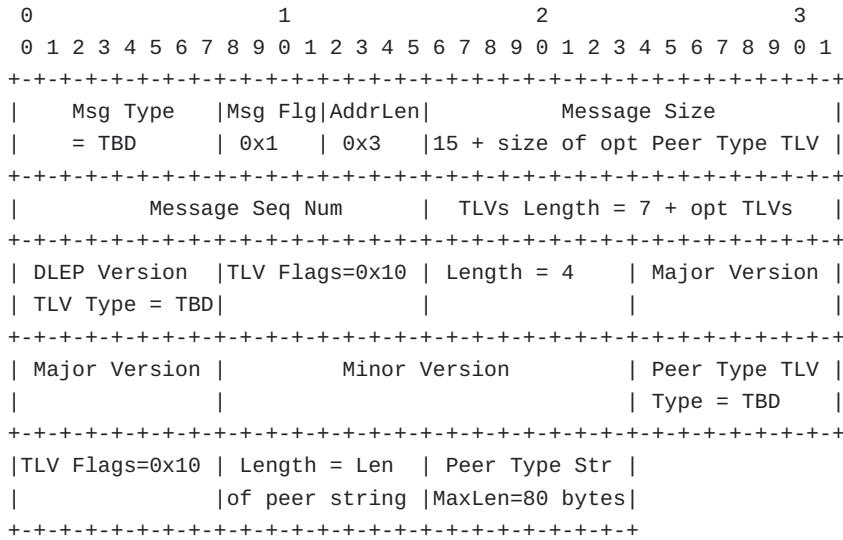 0                   1                   2                   3
 0 1 2 3 4 5 6 7 8 9 0 1 2 3 4 5 6 7 8 9 0 1 2 3 4 5 6 7 8 9 0 1
+-+-+-+-+-+-+-+-+-+-+-+-+-+-+-+-+-+-+-+-+-+-+-+-+-+-+-+-+-+-+-+-+
|    Msg Type   |Msg Flg|AddrLen|          Message Size         |
|    = TBD      | 0x1   | 0x3   |15 + size of opt Peer Type TLV |
+-+-+-+-+-+-+-+-+-+-+-+-+-+-+-+-+-+-+-+-+-+-+-+-+-+-+-+-+-+-+-+-+
|          Message Seq Num      |  TLVs Length = 7 + opt TLVs   |
+-+-+-+-+-+-+-+-+-+-+-+-+-+-+-+-+-+-+-+-+-+-+-+-+-+-+-+-+-+-+-+-+
| DLEP Version  |TLV Flags=0x10 | Length = 4    | Major Version |
| TLV Type = TBD|               |               |               |
+-+-+-+-+-+-+-+-+-+-+-+-+-+-+-+-+-+-+-+-+-+-+-+-+-+-+-+-+-+-+-+-+
| Major Version |         Minor Version         | Peer Type TLV |
|               |                               | Type = TBD    |
+-+-+-+-+-+-+-+-+-+-+-+-+-+-+-+-+-+-+-+-+-+-+-+-+-+-+-+-+-+-+-+-+
|TLV Flags=0x10 | Length = Len  | Peer Type Str |
|               |of peer string |MaxLen=80 bytes|
+-+-+-+-+-+-+-+-+-+-+-+-+-+-+-+-+-+-+-+-+-+-+-+-+